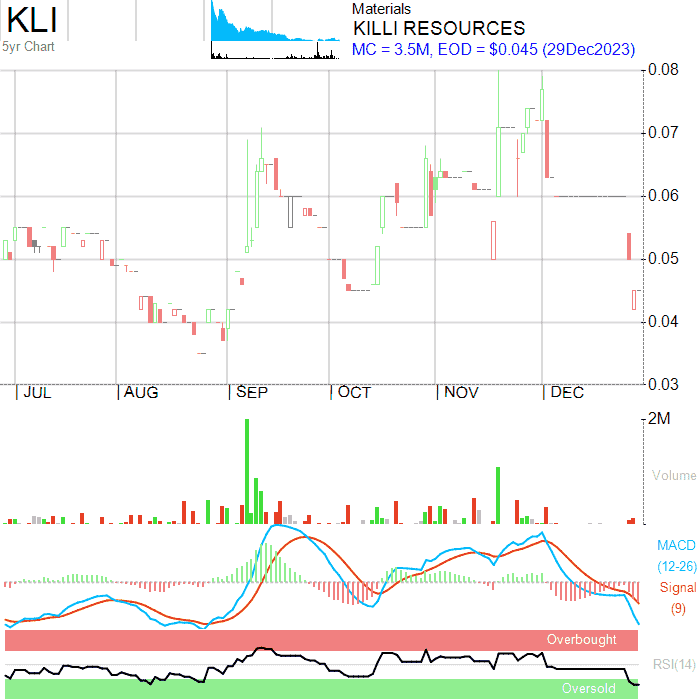 KLI
5yr Chart
Materials
KILLI RESOURCES
MC = 3.5M, EOD = $0.045 (29Dec2023)
0.08
0.07
0.06
0.05
0.04
0.03
JUL AUG SEP OCT NOV DEC
2M
Volume
MACD
(12-26)
Signal
(9)
Overbought
RSI(14)
Oversold